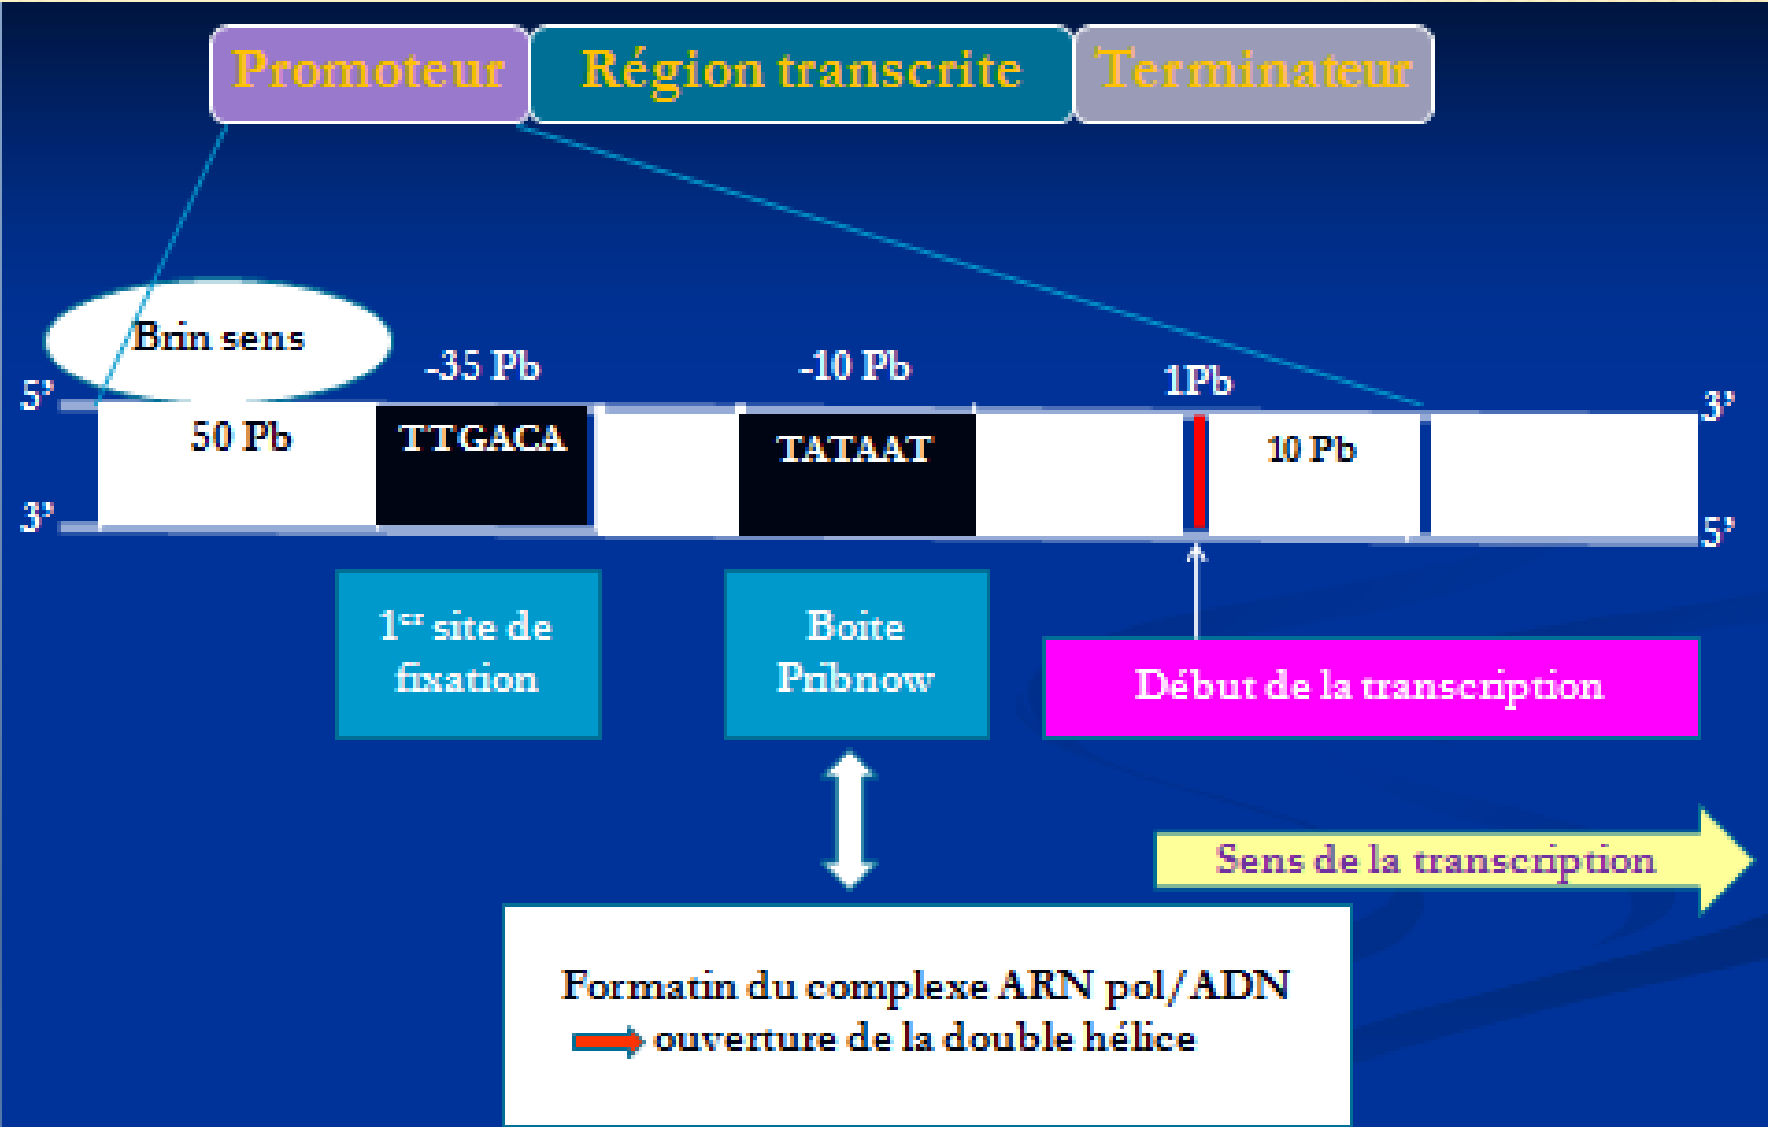 Promoteur
Région transcrite
Terminateur
Brin sens
-35 Pb
-10 Pb
1Pb
5’
3’
50 Pb
TTGACA
TATAAT
10 Pb
3’
5’
1er site de
fixation
Boite
Pribnow
Début de la transcription
Sens de la transcription
Formatin du complexe ARN pol/ADN
ouverture de la double hélice